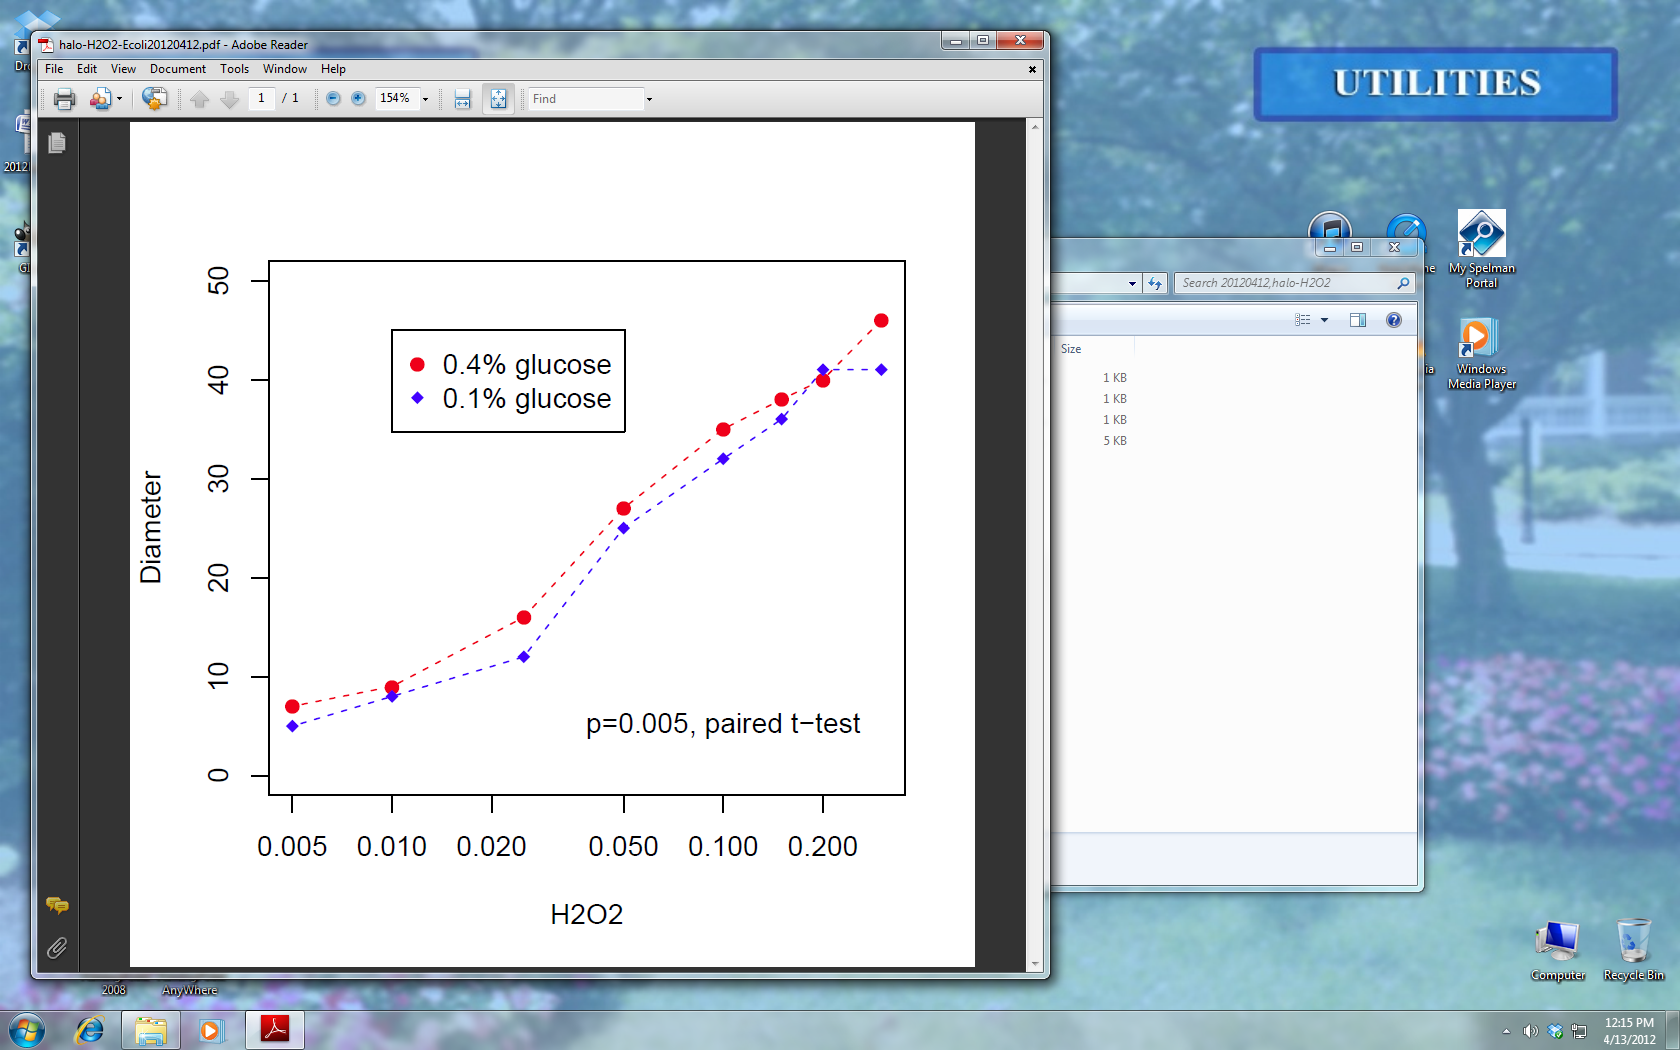 halo-H2O2-Ecoli20120412.pdf - Adobe Reader
File Edit View Document Tools Window Help
1 / 1 154% Find
50
40
30
20
10
0
Diameter
0.4% glucose
0.1% glucose
p=0.005, paired t-test
0.005 0.010 0.020 0.050 0.100 0.200
H2O2
UTILITIES
My Spelman
Portal
Search 20120412,halo-H2O2
Size
1 KB
1 KB
1 KB
5 KB
Windows
Media Player
Computer
Recycle Bin
2008
AnyWhere
12:15 PM
4/13/2012